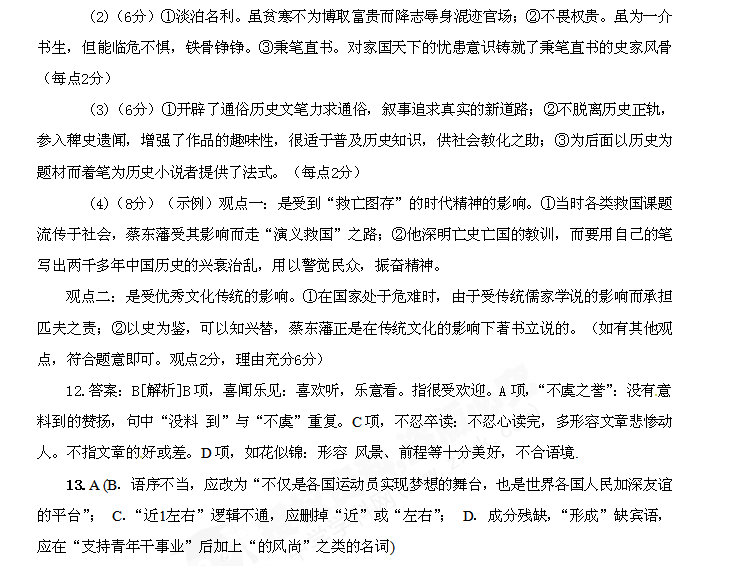 (2)(6分)①淡泊名利。虽贫寒不为博取富贵而降志辱身混迹官场；②不畏权贵。虽为一介
书生，但能临危不惧，铁骨铮铮。③秉笔直书。对家国天下的忧患意识铸就了秉笔直书的史家风骨
（每点2分）
(3)(6分)①开辟了通俗历史文笔力求通俗，叙事追求真实的新道路；②不脱离历史正轨，
参入稗史遗闻，增强了作品的趣味性，很适于普及历史知识，供社会教化之助；③为后面以历史为
题材而着笔为历史小说者提供了法式。（每点2分）
(4)(8分)（示例）观点一：是受到“救亡图存”的时代精神的影响。①当时各类救国课题
流传于社会，蔡东藩受其影响而走“演义救国”之路；②他深明亡史亡国的教训，而要用自己的笔
写出两千多年中国历史的兴衰治乱，用以警觉民众，振奋精神。
观点二：是受优秀文化传统的影响。①在国家处于危难时，由于受传统儒家学说的影响而承担
匹夫之责；②以史为鉴，可以知兴替，蔡东藩正是在传统文化的影响下著书立说的。（如有其他观
点，符合题意即可。观点2分，理由充分6分）
12.答案：B[解析]B项，喜闻乐见：喜欢听，乐意看。指很受欢迎。A项，“不虞之誉”：没有意
料到的赞扬，句中“没料 到”与“不虞”重复。C项，不忍卒读：不忍心读完，多形容文章悲惨动
人。不指文章的好或差。D项，如花似锦：形容 风景、前程等十分美好，不合语境.
13. A (B. 语序不当，应改为“不仅是各国运动员实现梦想的舞台，也是世界各国人民加深友谊
的平台”； C.“近1左右”逻辑不通，应删掉“近”或“左右”； D. 成分残缺，“形成”缺宾语，
应在“支持青年干事业”后加上“的风尚”之类的名词)